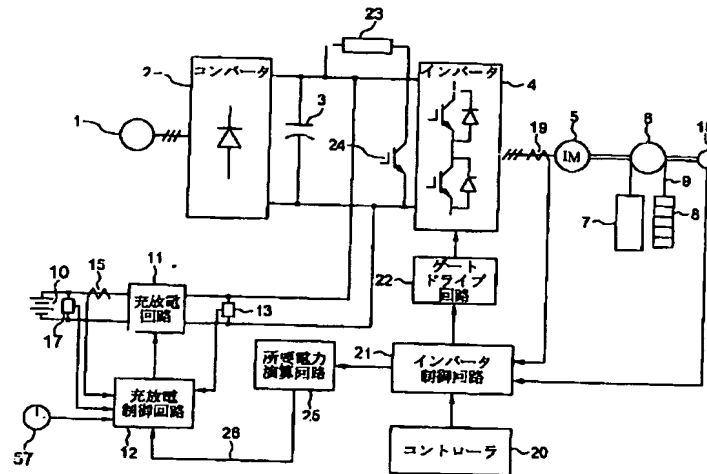 23
2
コンバータ
インバータ
4
3
1
24
19
5
6
18
IM
9
7
8
10
15
11
充放電
回路
13
17
ゲート
ドライブ
回路
22
21
所要電力
演算回路
インバータ
制御回路
充放電
制御回路
25
57
12
26
コントローラ
20